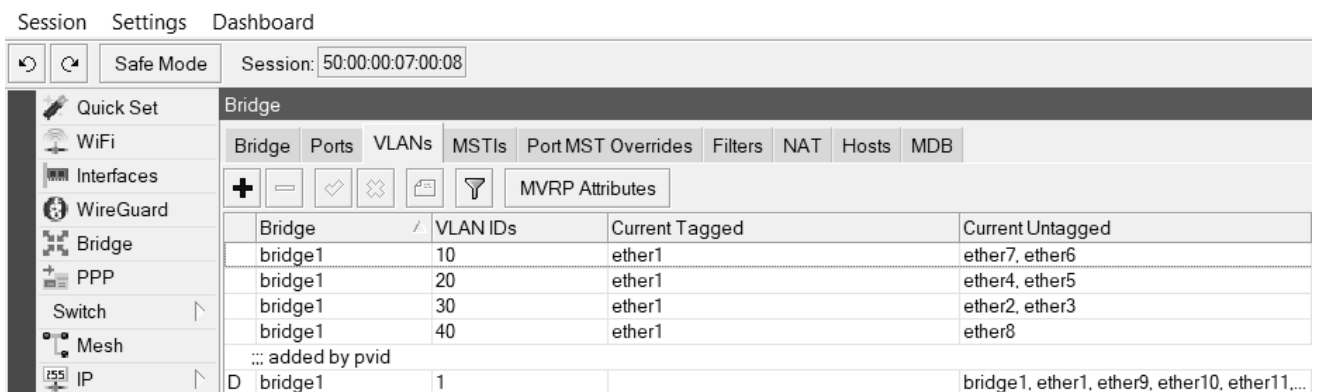 Session Settings Dashboard
Safe Mode Session: 50:00:00:07:00:08
Quick Set
WiFi
Interfaces
WireGuard
Bridge
PPP
Switch
Mesh
255 IP
Bridge
Bridge Ports VLANs MSTIs Port MST Overrides Filters NAT Hosts MDB
MVRP Attributes
Bridge VLAN IDs Current Tagged Current Untagged
bridge1 10 ether1 ether7, ether6
bridge1 20 ether1 ether4, ether5
bridge1 30 ether1 ether2, ether3
bridge1 40 ether1 ether8
;;; added by pvid
D bridge1 1 bridge1, ether1, ether9, ether10, ether11,...